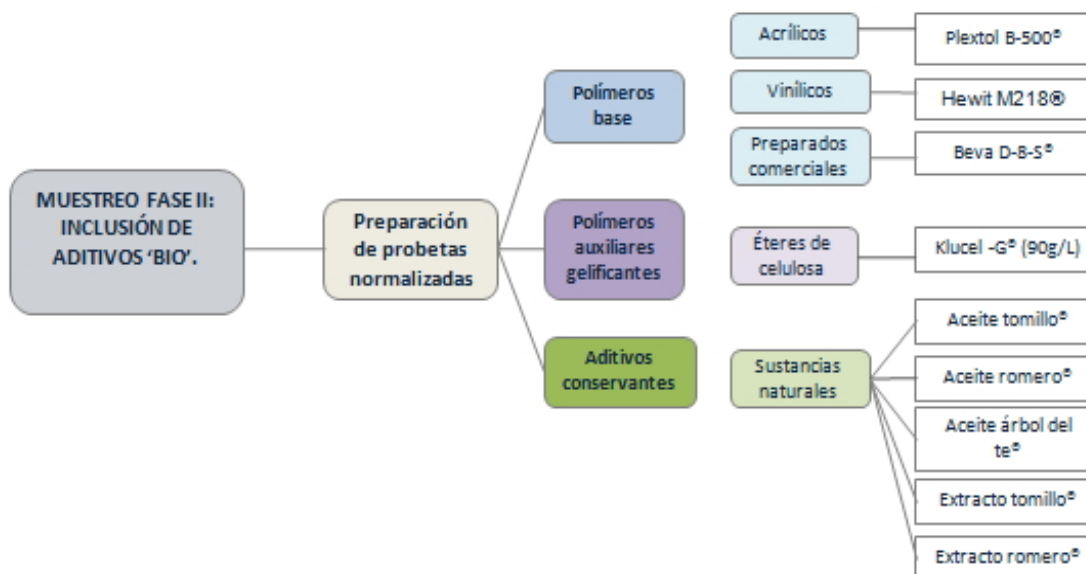 MUESTREO FASE II:
INCLUSIÓN DE
ADITIVOS ‘BIO’.
Preparación
de probetas
normalizadas
Polímeros
base
Acrílicos
Plextol B-500®
Vinílicos
Hewit M218®
Preparados
comerciales
Beva D-8-S®
Polímeros
auxiliares
gelificantes
Éteres de
celulosa
Klucel -G® (90g/L)
Aditivos
conservantes
Sustancias
naturales
Aceite tomillo®
Aceite romero®
Aceite árbol del
te®
Extracto tomillo®
Extracto romero®